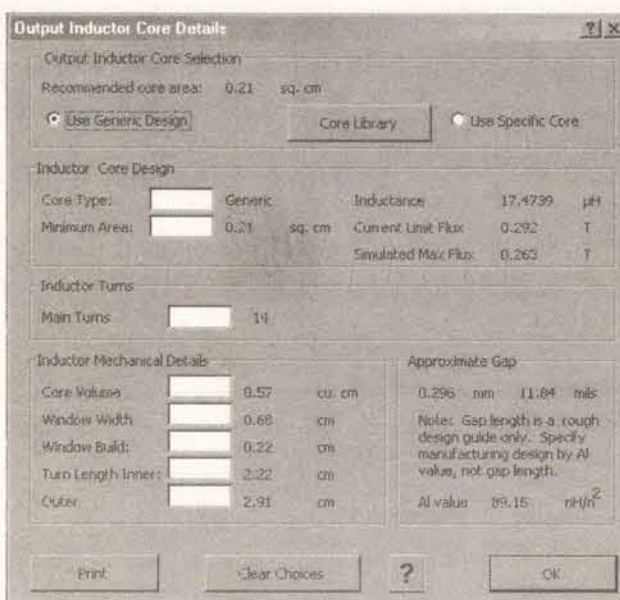 Output Inductor Core Details
Output Inductor Core Selection
Recommended core area: 0.21 sq. cm
Use Generic Design Core Library Use Specific Core
Inductor Core Design
Core Type: Generic Inductance 17.4739 µH
Minimum Area: 0.21 sq. cm Current Limit Flux 0.292 T
Simulated Max Flux 0.263 T
Inductor Turns
Main Turns 14
Inductor Mechanical Details
Core Volume 0.57 cu. cm
Window Width 0.68 cm
Window Build: 0.22 cm
Turn Length Inner: 2.22 cm
Outer 2.91 cm
Approximate Gap
0.296 mm 11.84 mils
Note: Gap length is a rough
design guide only. Specify
manufacturing design by Al
value, not gap length.
Al value 89.15 nH/n²
Print Clear Choices ? OK